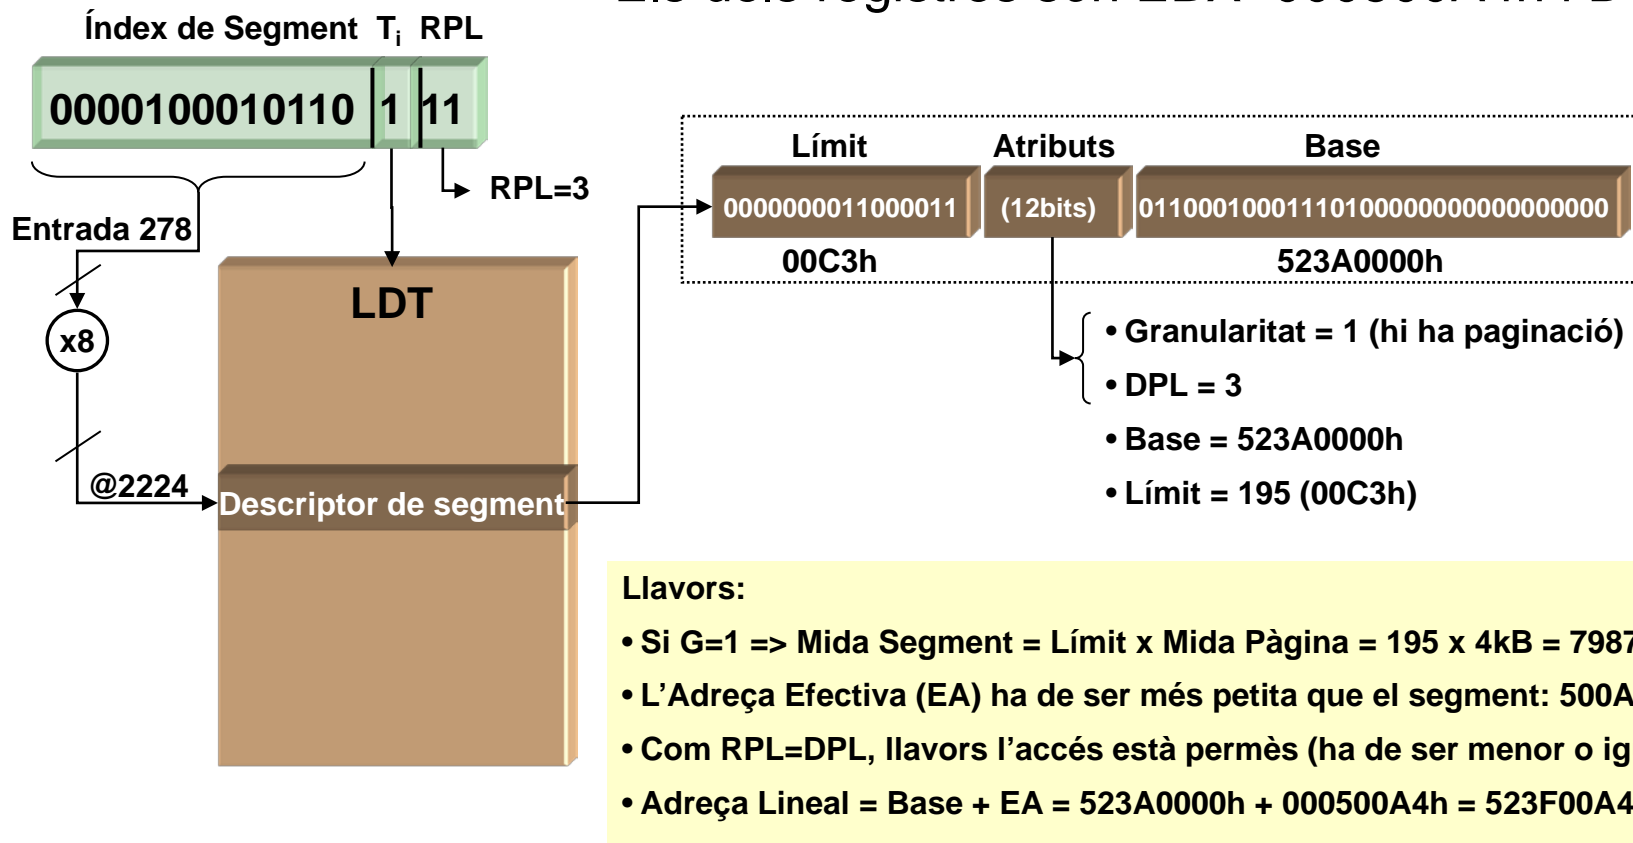 Índex de Segment Ti RPL
0000100010110 1 11
RPL=3
Entrada 278
x8
@2224
LDT
Descriptor de segment
Límit Atributs Base
0000000011000011 (12bits) 01100010001110100000000000000000
00C3h 523A0000h
• Granularitat = 1 (hi ha paginació)
• DPL = 3
• Base = 523A0000h
• Límit = 195 (00C3h)
Llavors:
• Si G=1 => Mida Segment = Límit x Mida Pàgina = 195 x 4kB = 7987
• L’Adreça Efectiva (EA) ha de ser més petita que el segment: 500A
• Com RPL=DPL, llavors l’accés està permès (ha de ser menor o ig
• Adreça Lineal = Base + EA = 523A0000h + 000500A4h = 523F00A4